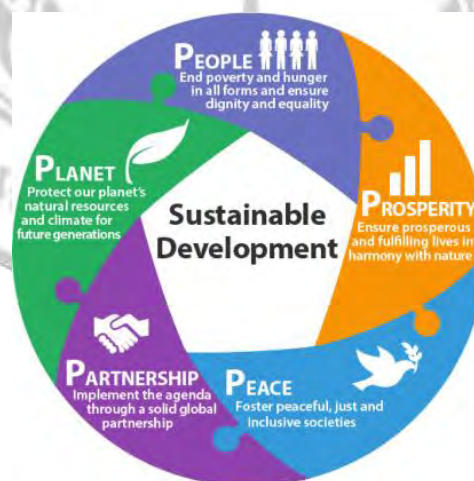 PEOPLE
End poverty and hunger
in all forms and ensure
dignity and equality
PROSPERITY
Ensure prosperous
and fulfilling lives in
harmony with nature
PEACE
Foster peaceful, just and
inclusive societies
PARTNERSHIP
Implement the agenda
through a solid global
partnership
PLANET
Protect our planet's
natural resources
and climate for
future generations
Sustainable
Development